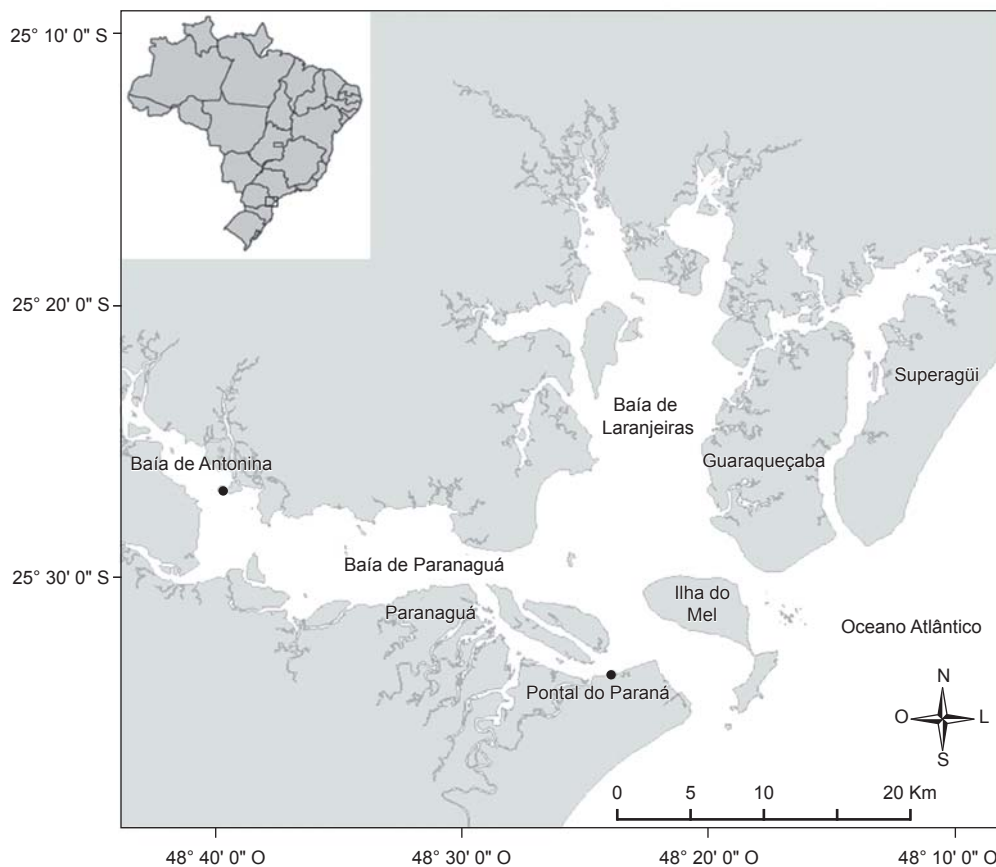 25° 10' 0" S
25° 20' 0" S
Superagüi
Baía de
Laranjeiras
Baía de Antonina
Guaraqueçaba
Baía de Paranaguá
25° 30' 0" S
Ilha do
Mel
Paranaguá
Oceano Atlântico
N
Pontal do Paraná
O
L
S
0
5
10
20 Km
48° 40' 0" O
48° 30' 0" O
48° 20' 0" O
48° 10' 0" O